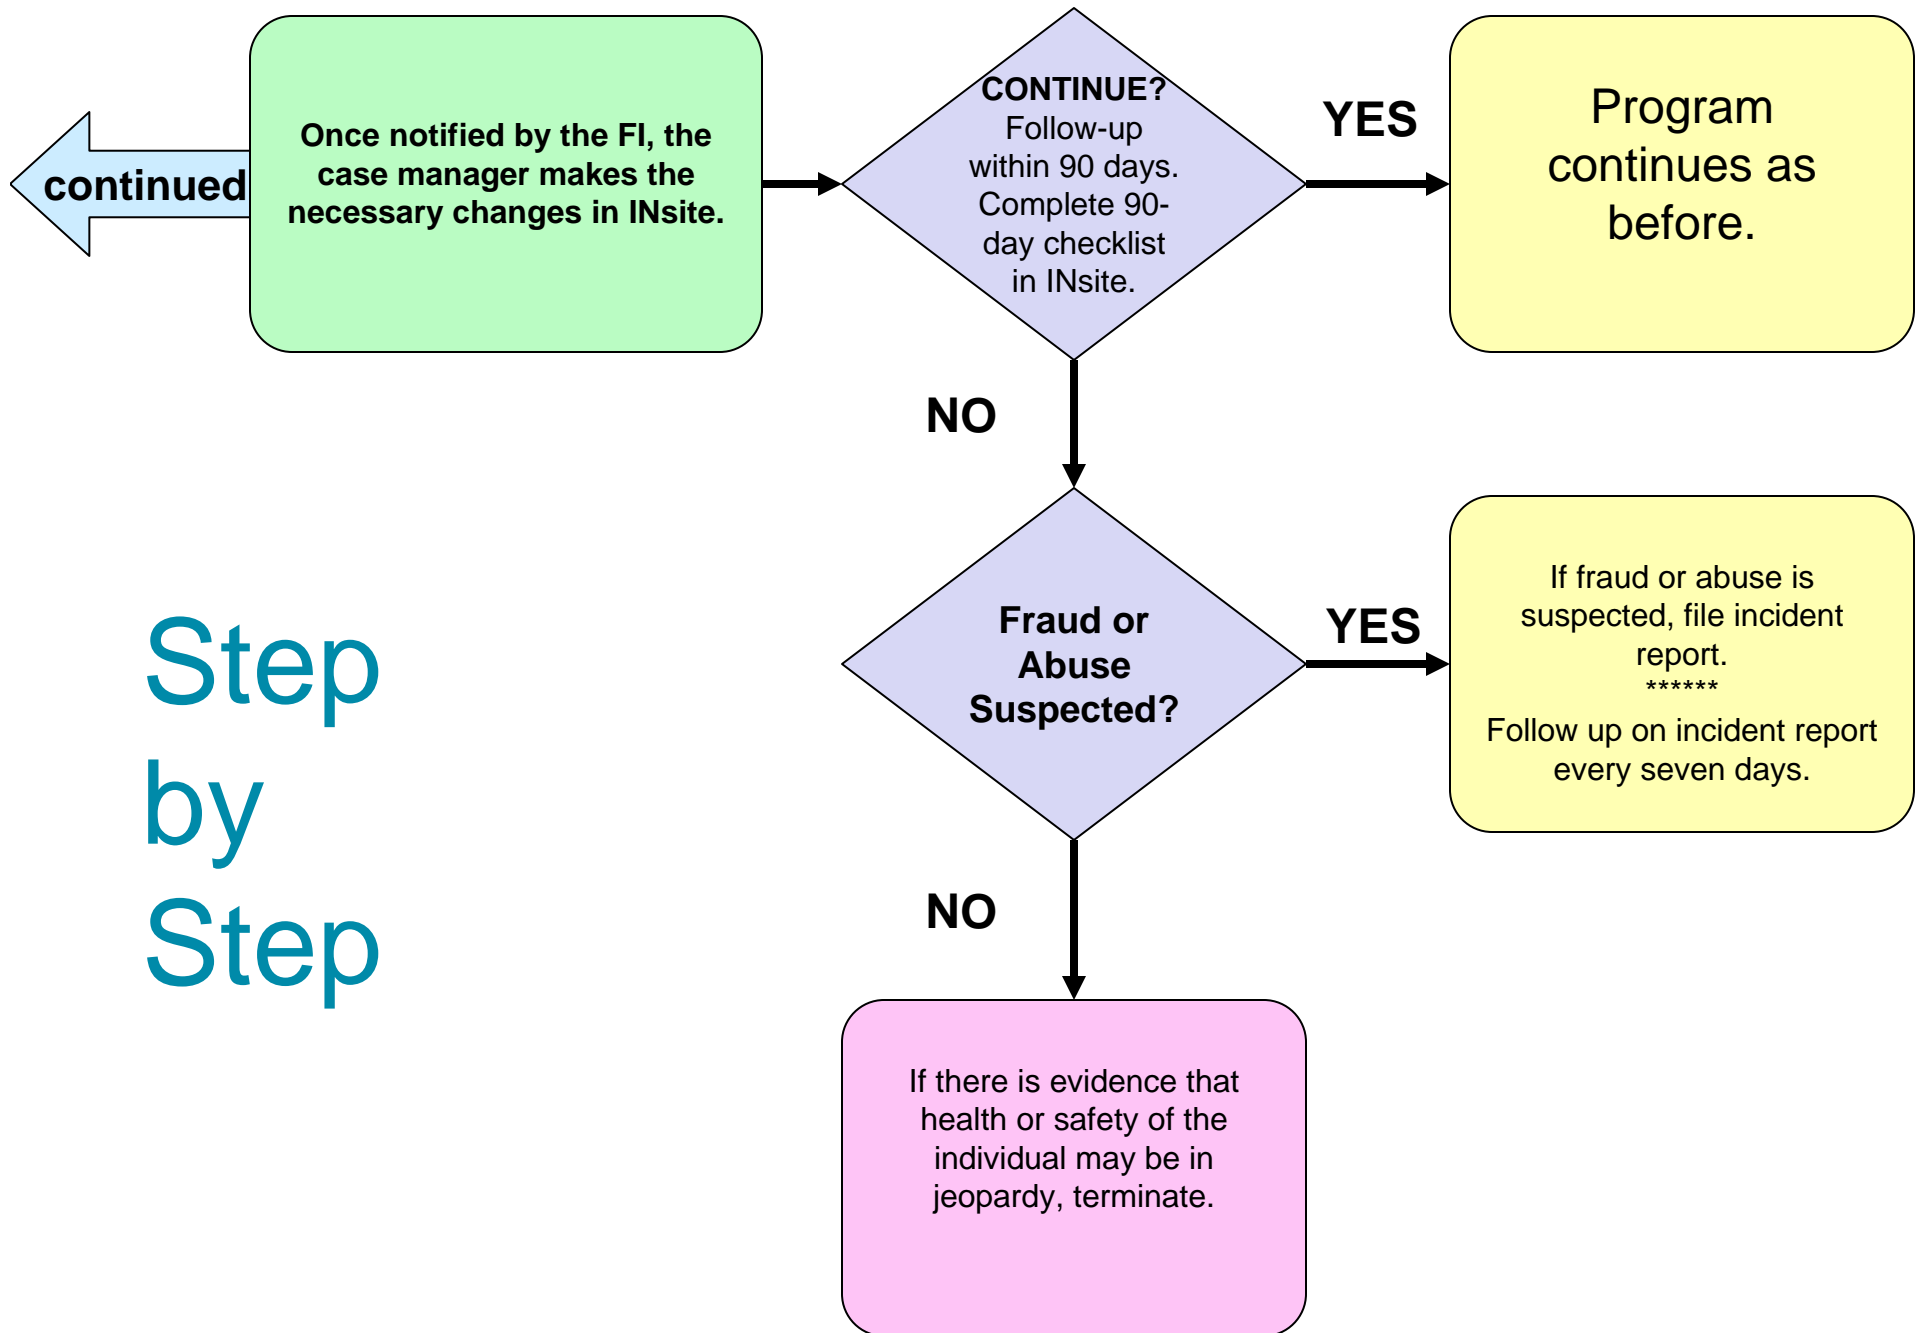 continued
Once notified by the FI, the
case manager makes the
necessary changes in INsite.
CONTINUE?
Follow-up
within 90 days.
Complete 90-
day checklist
in INsite.
YES
Program
continues as
before.
NO
Fraud or
Abuse
Suspected?
YES
If fraud or abuse is
suspected, file incident
report.
******
Follow up on incident report
every seven days.
Step
by
Step
NO
If there is evidence that
health or safety of the
individual may be in
jeopardy, terminate.